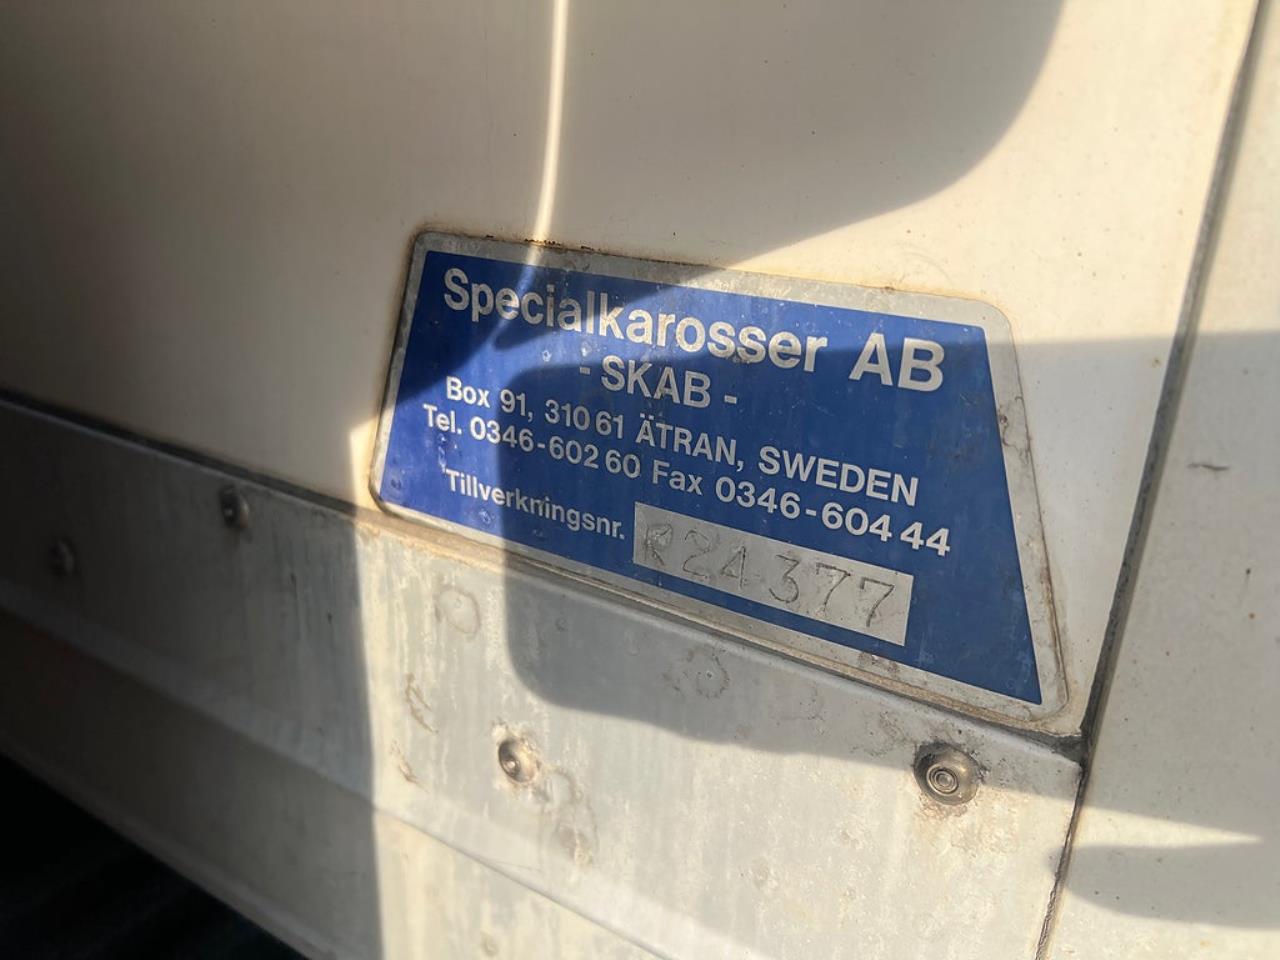 Specialkarosser AB
- SKAB -
Box 91, 310 61 ÄTRAN, SWEDEN
Tel. 0346-602 60 Fax 0346-604 44
Tillverkningsnr. R24377